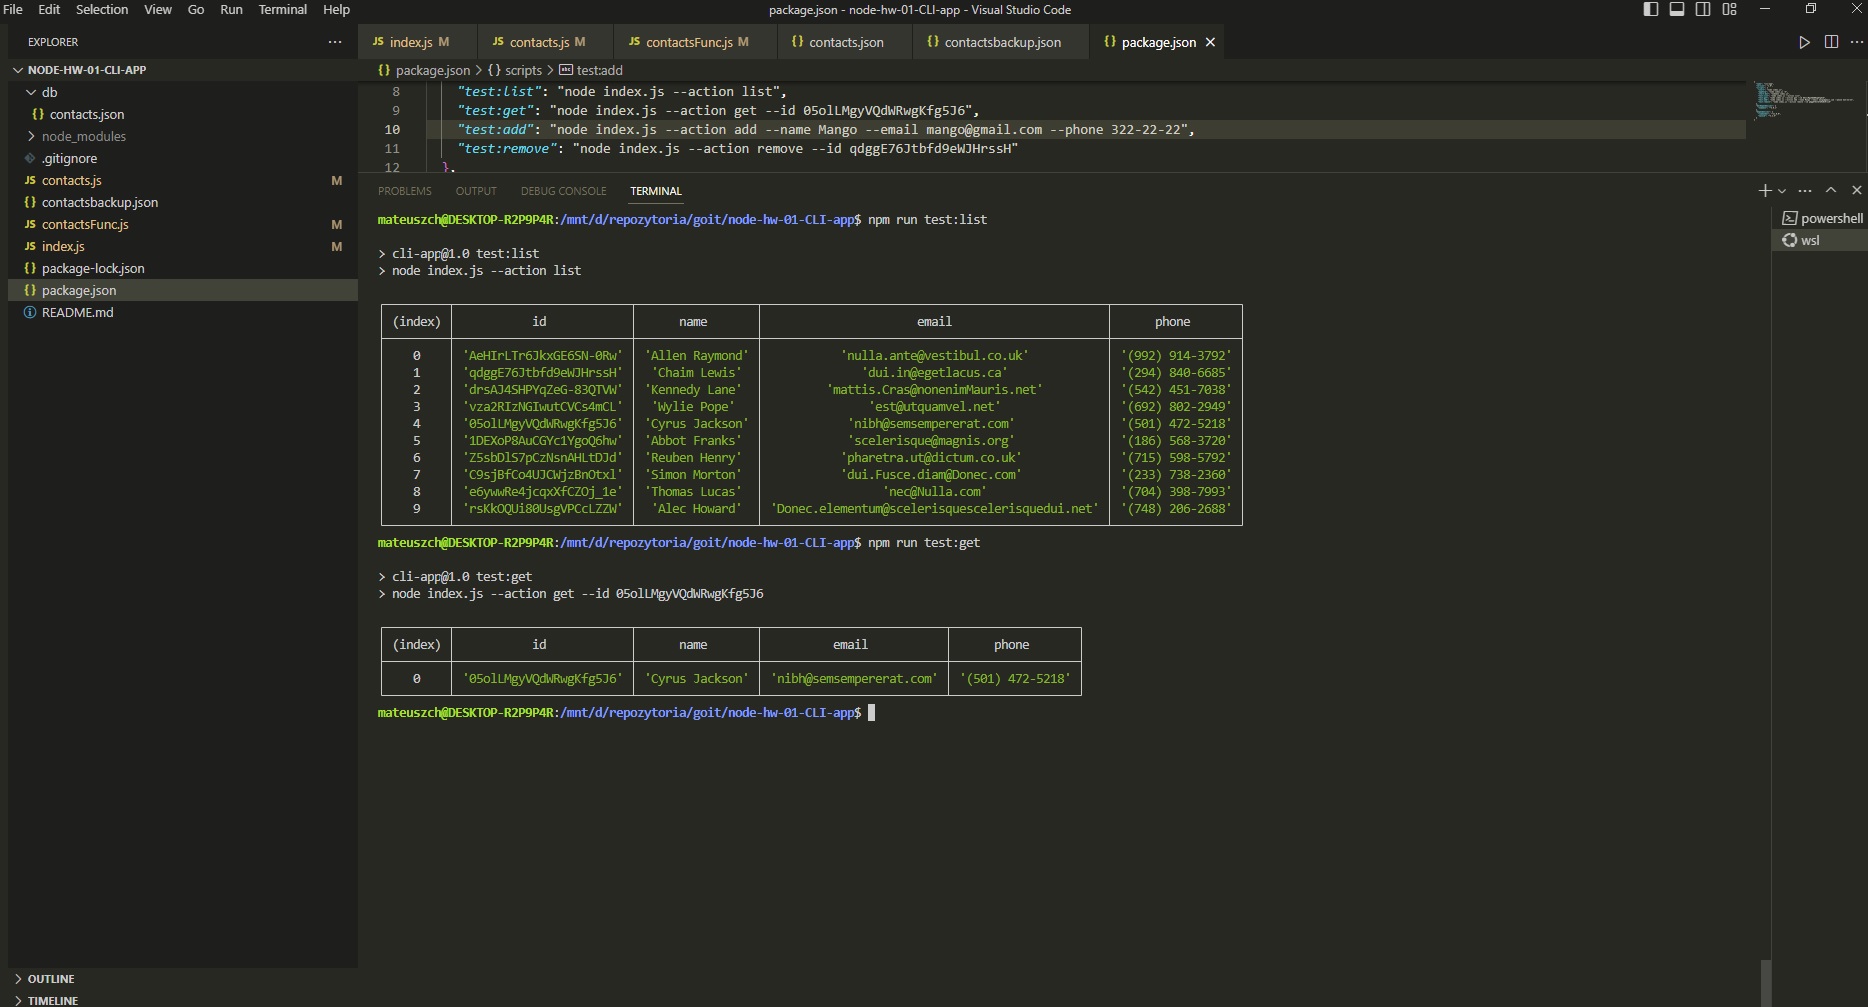 File Edit Selection View Go Run Terminal Help package.json - node-hw-01-CLI-app - Visual Studio Code
EXPLORER ···
NODE-HW-01-CLI-APP
db
{} contacts.json
node_modules
.gitignore
JS contacts.js M
{} contactsbackup.json
JS contactsFunc.js M
JS index.js M
{} package-lock.json
{} package.json
README.md
OUTLINE
TIMELINE
JS index.js M JS contacts.js M JS contactsFunc.js M {} contacts.json {} contactsbackup.json {} package.json
{} package.json > {} scripts > abc test:add
8 "test:list": "node index.js --action list",
9 "test:get": "node index.js --action get --id 05olLMgyVQdWRwgKfg5J6",
10 "test:add": "node index.js --action add --name Mango --email mango@gmail.com --phone 322-22-22",
11 "test:remove": "node index.js --action remove --id qdggE76Jtbfd9eWJHrssH"
12 },
PROBLEMS OUTPUT DEBUG CONSOLE TERMINAL
mateuszch@DESKTOP-R2P9P4R:/mnt/d/repozytoria/goit/node-hw-01-CLI-app$ npm run test:list
> cli-app@1.0 test:list
> node index.js --action list
(index) id name email phone
0 'AeHIrLTr6JkxGE6SN-0Rw' 'Allen Raymond' 'nulla.ante@vestibul.co.uk' '(992) 914-3792'
1 'qdggE76Jtbfd9eWJHrssH' 'Chaim Lewis' 'dui.in@egetlacus.ca' '(294) 840-6685'
2 'drsAJ4SHPYqZeG-83QTVW' 'Kennedy Lane' 'mattis.Cras@nonenimMauris.net' '(542) 451-7038'
3 'vza2RIzNGIwutCVCs4mCL' 'Wylie Pope' 'est@utquamvel.net' '(692) 802-2949'
4 '05olLMgyVQdWRwgKfg5J6' 'Cyrus Jackson' 'nibh@semsempererat.com' '(501) 472-5218'
5 '1DEXoP8AuCGYc1YgoQ6hw' 'Abbot Franks' 'scelerisque@magnis.org' '(186) 568-3720'
6 'Z5sbDlS7pCzNsnAHLtDJd' 'Reuben Henry' 'pharetra.ut@dictum.co.uk' '(715) 598-5792'
7 'C9sjBfCo4UJCWjzBnOtxl' 'Simon Morton' 'dui.Fusce.diam@Donec.com' '(233) 738-2360'
8 'e6ywwRe4jcqxXfCZOj_1e' 'Thomas Lucas' 'nec@Nulla.com' '(704) 398-7993'
9 'rsKkOQUi80UsgVPCcLZZW' 'Alec Howard' 'Donec.elementum@scelerisquescelerisquedui.net' '(748) 206-2688'
mateuszch@DESKTOP-R2P9P4R:/mnt/d/repozytoria/goit/node-hw-01-CLI-app$ npm run test:get
> cli-app@1.0 test:get
> node index.js --action get --id 05olLMgyVQdWRwgKfg5J6
(index) id name email phone
0 '05olLMgyVQdWRwgKfg5J6' 'Cyrus Jackson' 'nibh@semsempererat.com' '(501) 472-5218'
mateuszch@DESKTOP-R2P9P4R:/mnt/d/repozytoria/goit/node-hw-01-CLI-app$
powershell
wsl